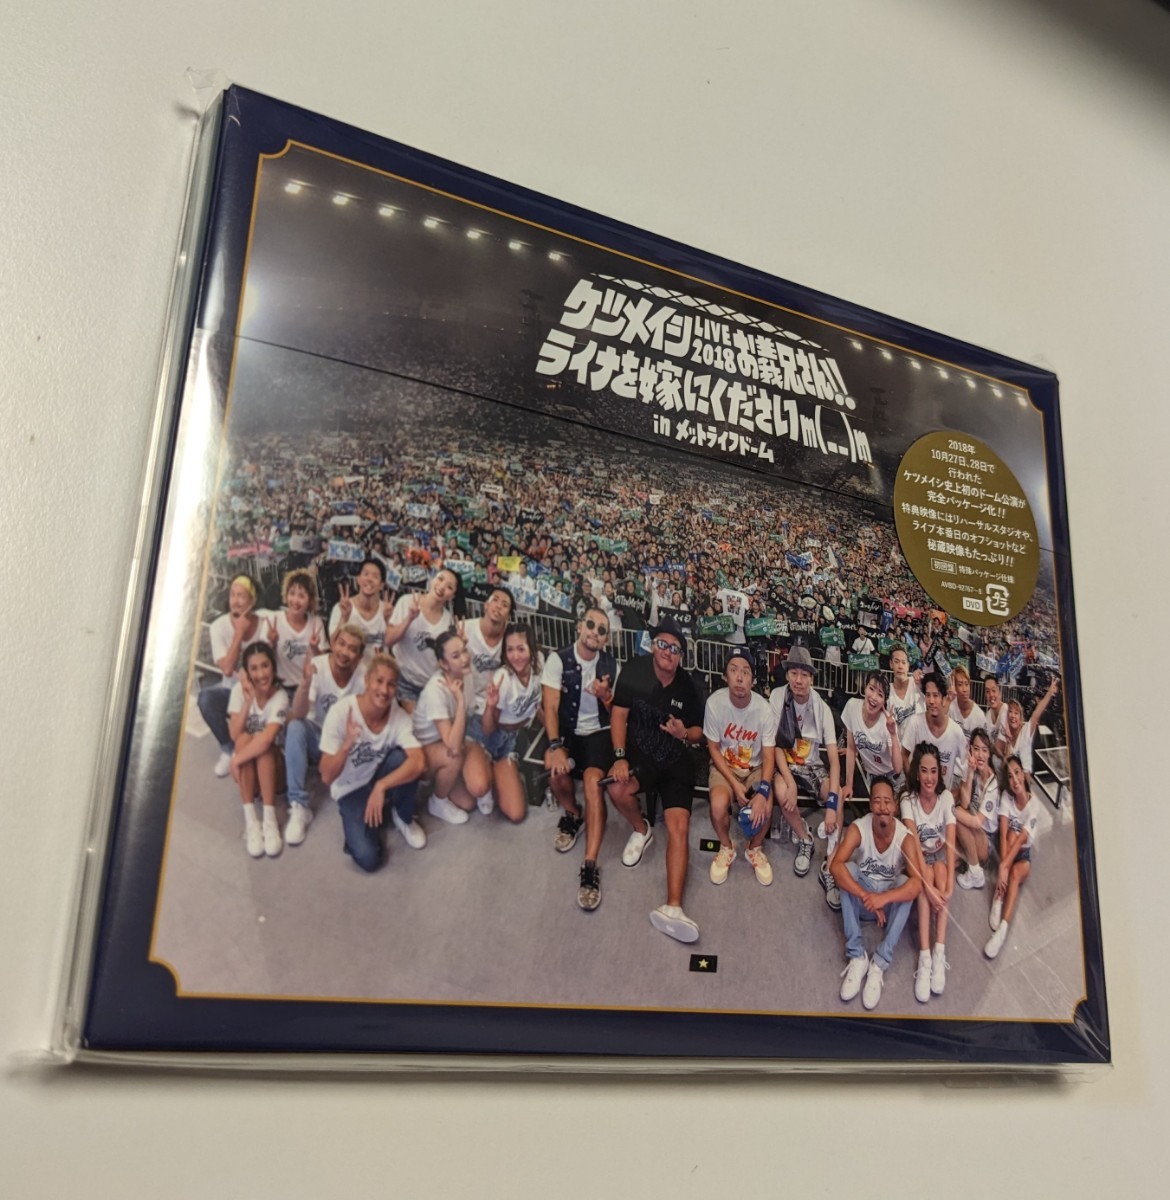 ケツメイシ LIVE 2018 お義兄さん!!
ライナを嫁にくださいm(_ _)m
in メットライフドーム
2018年
10月27日、28日で
行われた
ケツメイシ史上初のドーム公演が
完全パッケージ化!!
特典映像にはリハーサルスタジオや、
ライブ本番日のオフショットなど
秘蔵映像もたっぷり!!
初回盤 特殊パッケージ仕様
DVD
プラ
KTM
Ktm